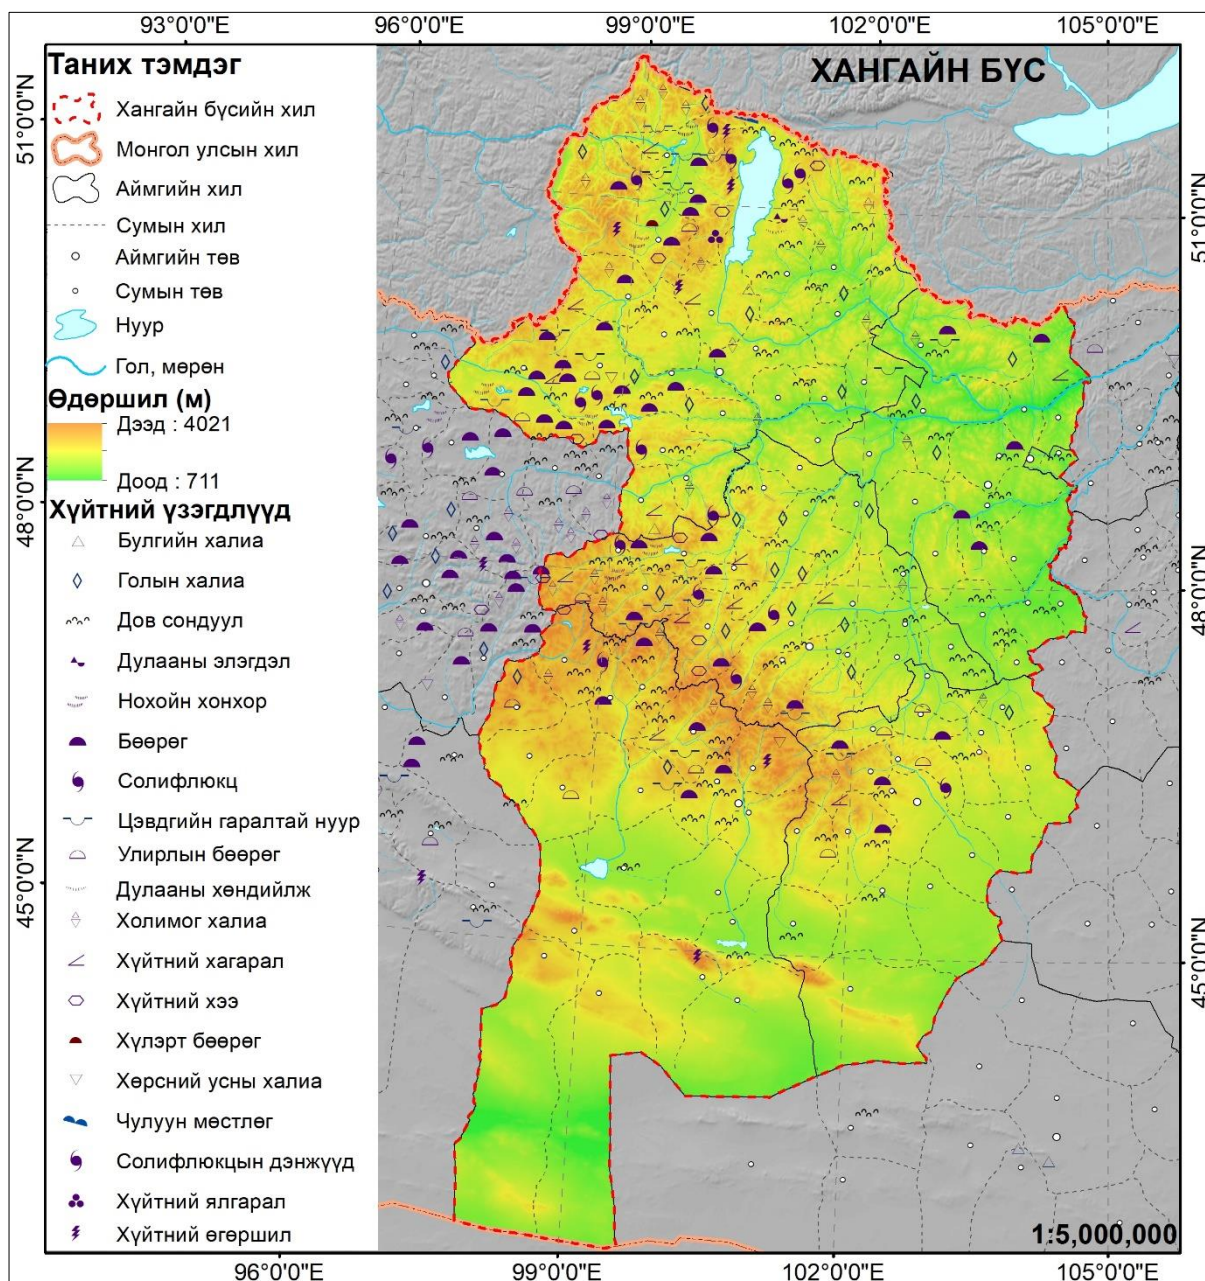 93°0'0"E 96°0'0"E 99°0'0"E 102°0'0"E 105°0'0"E
Таних тэмдэг
ХАНГАЙН БҮС
Хангайн бүсийн хил
Монгол улсын хил
Аймгийн хил
Сумын хил
Аймгийн төв
Сумын төв
Нуур
Гол, мөрөн
Өдөршил (м)
Дээд : 4021
Доод : 711
Хүйтний үзэгдлүүд
Булгийн халиа
Голын халиа
Дов сондуул
Дулааны элэгдэл
Нохойн хонхор
Бөөрөг
Солифлюкц
Цэвдгийн гаралтай нуур
Улирлын бөөрөг
Дулааны хөндийлж
Холимог халиа
Хүйтний хагарал
Хүйтний хээ
Хүлэрт бөөрөг
Хөрсний усны халиа
Чулуун мөстлөг
Солифлюкцын дэнжүүд
Хүйтний ялгарал
Хүйтний өгөршил
51°0'0"N
48°0'0"N
45°0'0"N
51°0'0"N
48°0'0"N
45°0'0"N
1:5,000,000
96°0'0"E 99°0'0"E 102°0'0"E 105°0'0"E